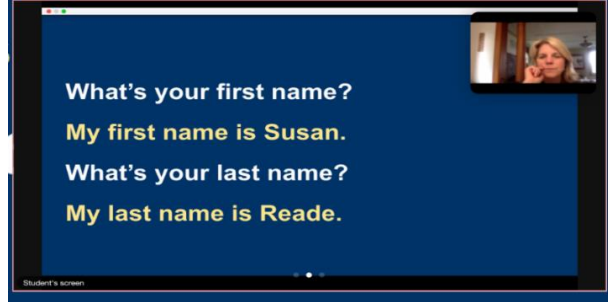 What's your first name?
My first name is Susan.
What's your last name?
My last name is Reade.
Student's screen